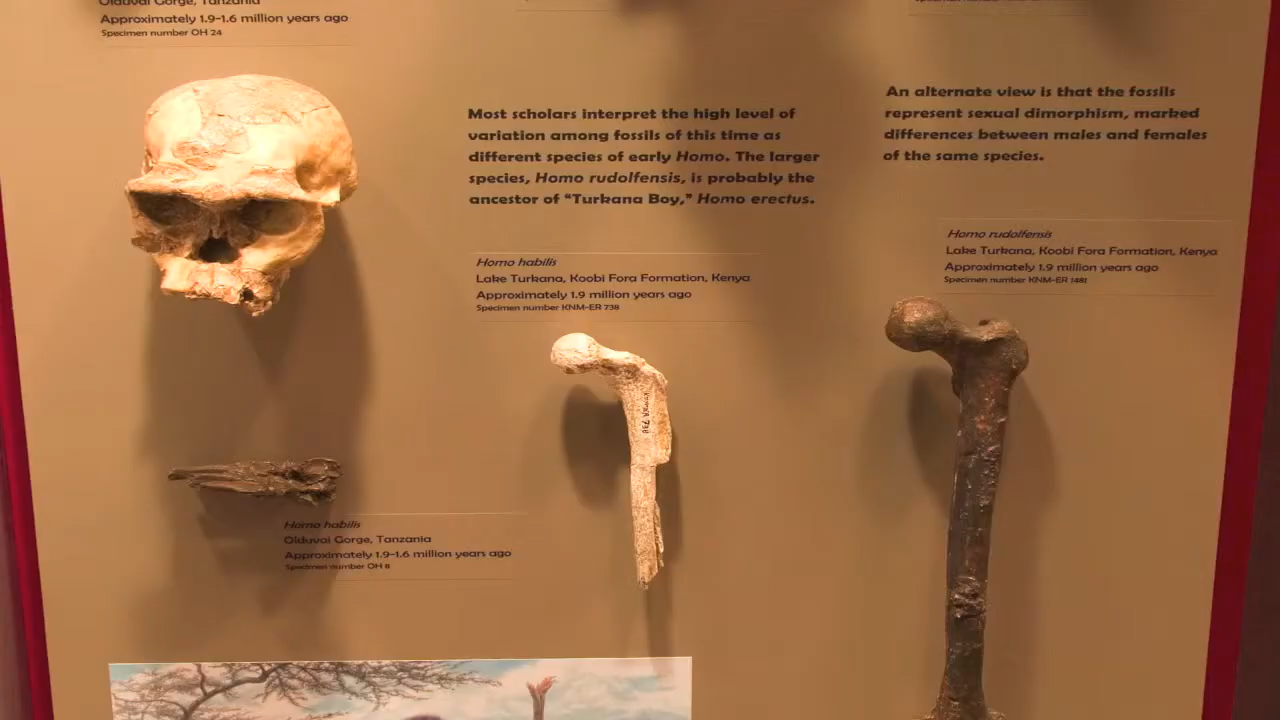 Olduvai Gorge, Tanzania
Approximately 1.9–1.6 million years ago
Specimen number OH 24
Most scholars interpret the high level of
variation among fossils of this time as
different species of early Homo. The larger
species, Homo rudolfensis, is probably the
ancestor of “Turkana Boy,” Homo erectus.
An alternate view is that the fossils
represent sexual dimorphism, marked
differences between males and females
of the same species.
Homo habilis
Lake Turkana, Koobi Fora Formation, Kenya
Approximately 1.9 million years ago
Specimen number KNM-ER 738
Homo rudolfensis
Lake Turkana, Koobi Fora Formation, Kenya
Approximately 1.9 million years ago
Specimen number KNM-ER 1481
Homo habilis
Olduvai Gorge, Tanzania
Approximately 1.9–1.6 million years ago
Specimen number OH 8